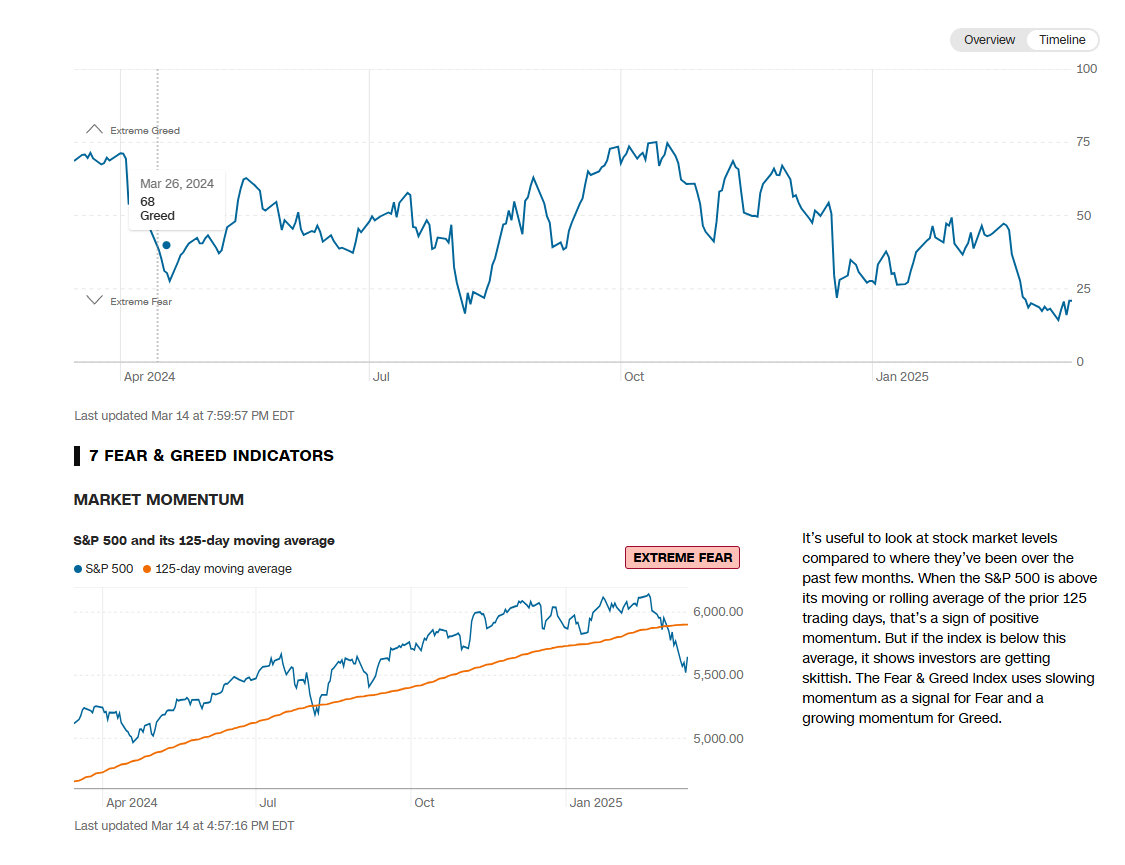 Overview Timeline
100
Extreme Greed
75
Mar 26, 2024
68
Greed
50
25
Extreme Fear
0
Apr 2024 Jul Oct Jan 2025
Last updated Mar 14 at 7:59:57 PM EDT
7 FEAR & GREED INDICATORS
MARKET MOMENTUM
S&P 500 and its 125-day moving average
EXTREME FEAR
S&P 500 125-day moving average
6,000.00
5,500.00
5,000.00
Apr 2024 Jul Oct Jan 2025
Last updated Mar 14 at 4:57:16 PM EDT
It's useful to look at stock market levels
compared to where they've been over the
past few months. When the S&P 500 is above
its moving or rolling average of the prior 125
trading days, that's a sign of positive
momentum. But if the index is below this
average, it shows investors are getting
skittish. The Fear & Greed Index uses slowing
momentum as a signal for Fear and a
growing momentum for Greed.